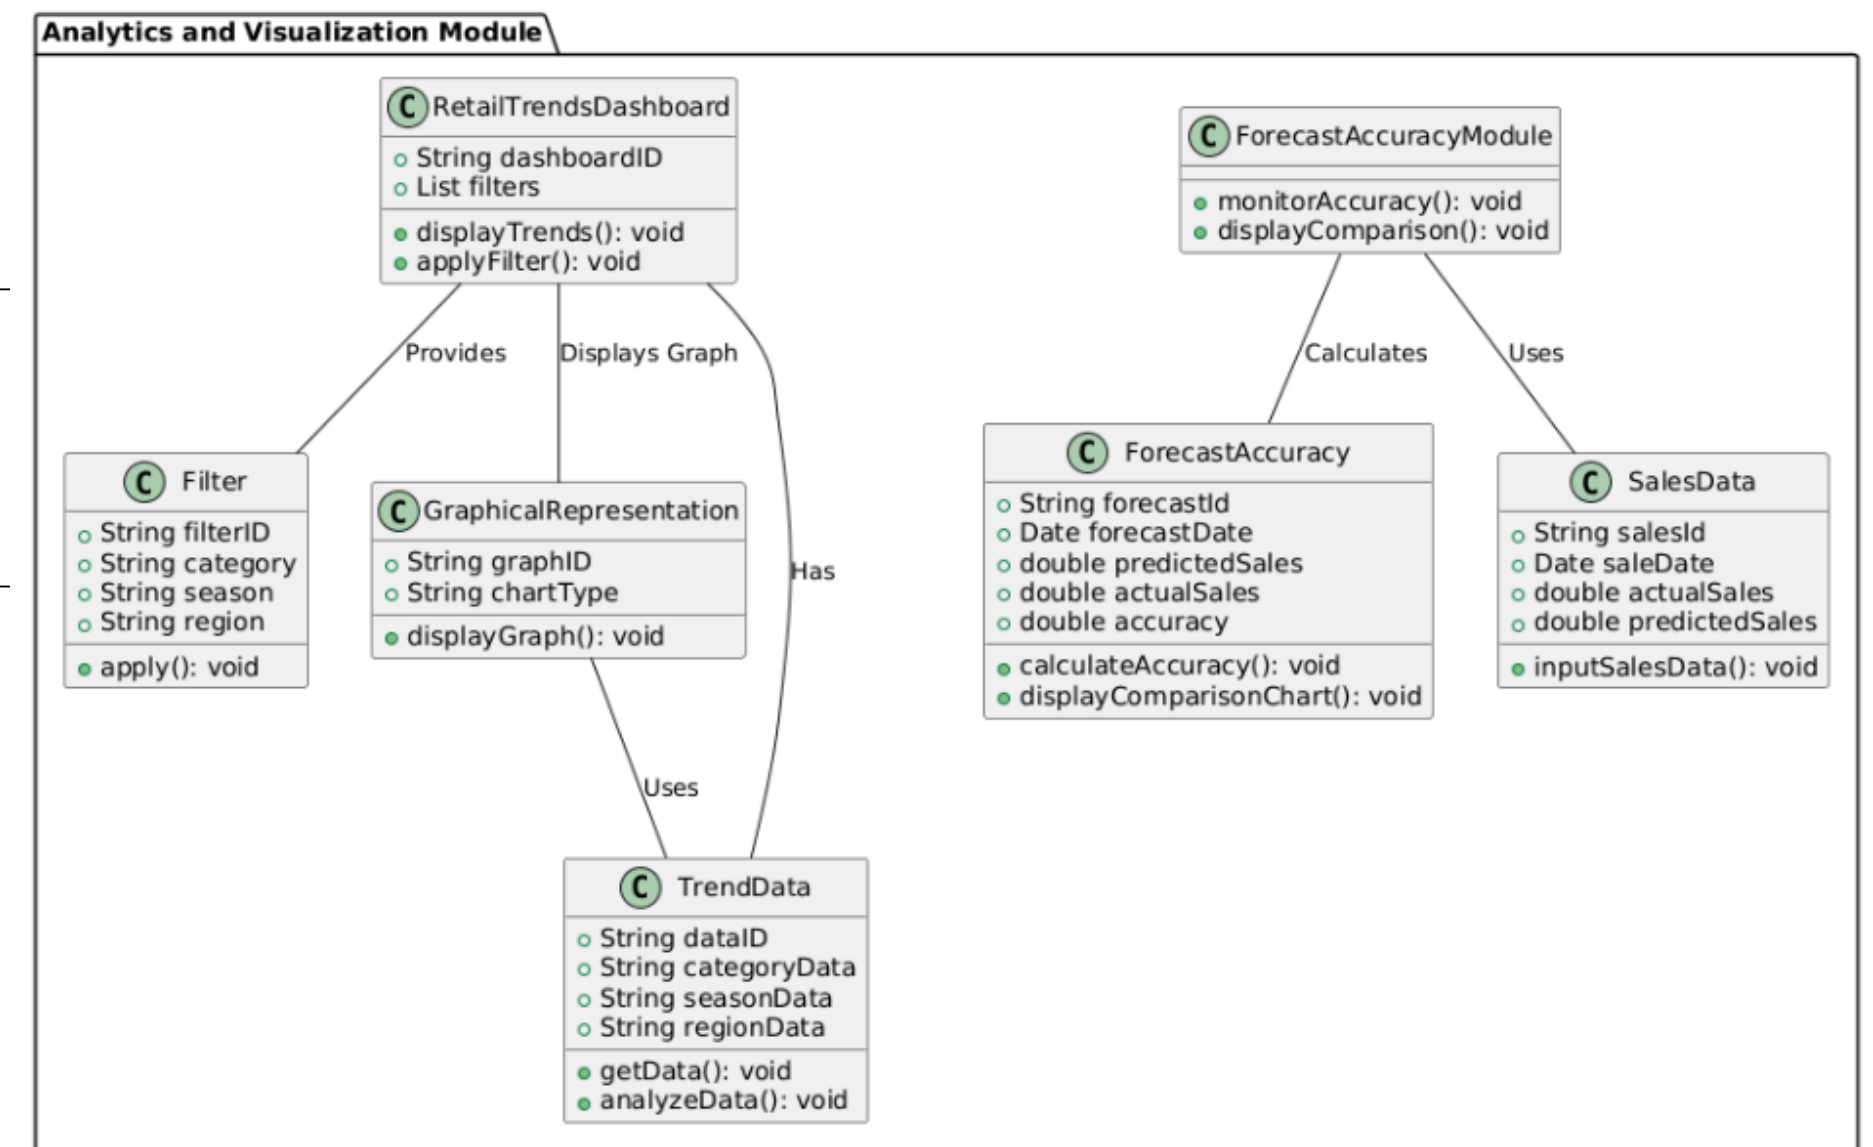 Analytics and Visualization Module
C RetailTrendsDashboard
String dashboardID
List filters
displayTrends(): void
applyFilter(): void
C ForecastAccuracyModule
monitorAccuracy(): void
displayComparison(): void
Provides
Displays Graph
Has
Calculates
Uses
C Filter
String filterID
String category
String season
String region
apply(): void
C GraphicalRepresentation
String graphID
String chartType
displayGraph(): void
C ForecastAccuracy
String forecastId
Date forecastDate
double predictedSales
double actualSales
double accuracy
calculateAccuracy(): void
displayComparisonChart(): void
C SalesData
String salesId
Date saleDate
double actualSales
double predictedSales
inputSalesData(): void
Uses
C TrendData
String dataID
String categoryData
String seasonData
String regionData
getData(): void
analyzeData(): void